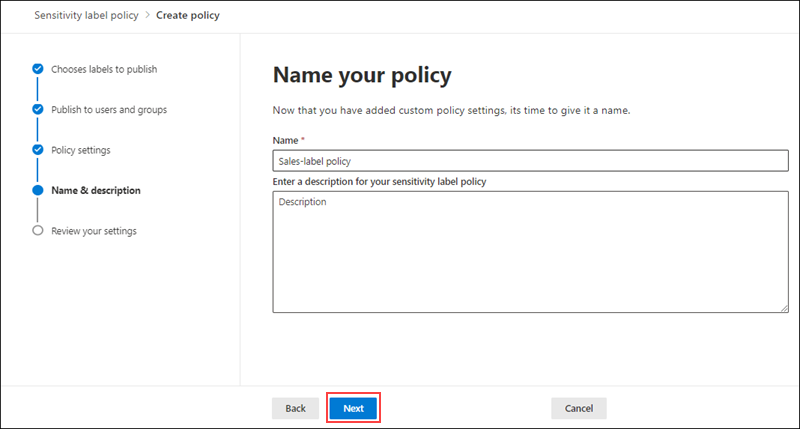 Sensitivity label policy > Create policy
Chooses labels to publish
Publish to users and groups
Policy settings
Name & description
Review your settings
Name your policy
Now that you have added custom policy settings, its time to give it a name.
Name *
Sales-label policy
Enter a description for your sensitivity label policy
Description
Back Next Cancel